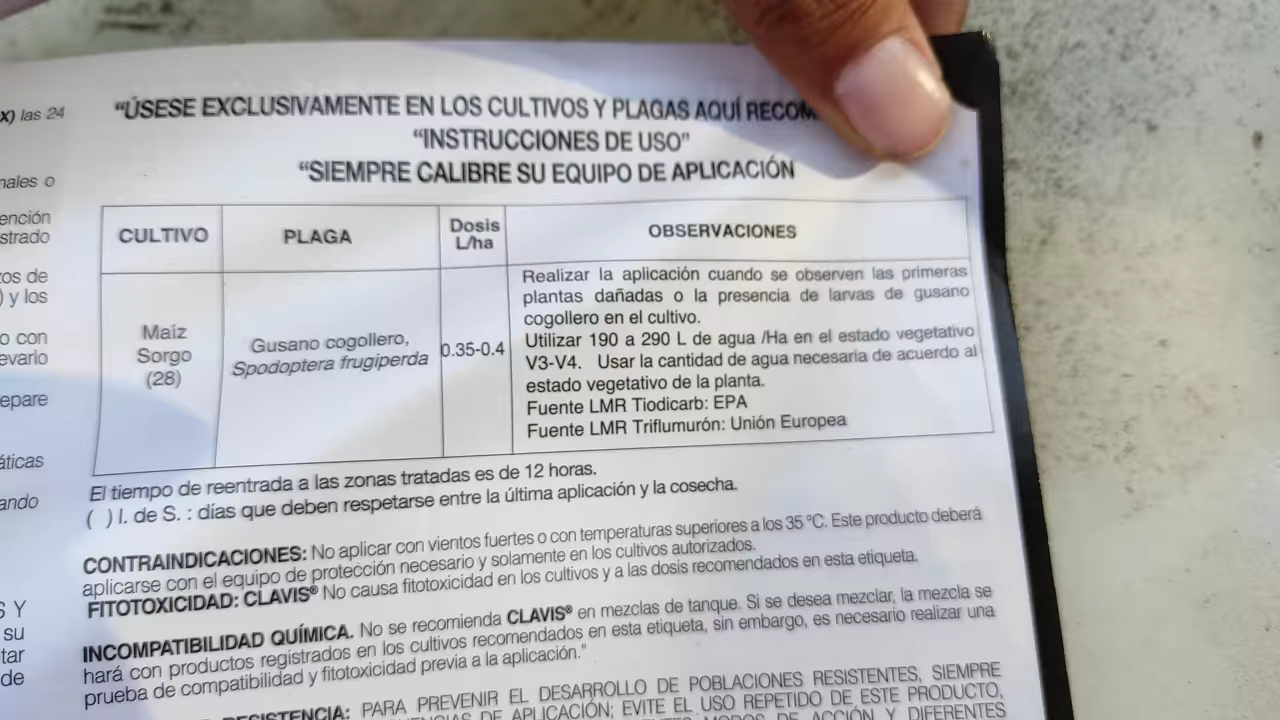 X) las 24
nales o
ención
strado
zos de
) y los
o con
evarlo
epare
áticas
ando
S Y
su
tar
de
“ÚSESE EXCLUSIVAMENTE EN LOS CULTIVOS Y PLAGAS AQUÍ RECOM
“INSTRUCCIONES DE USO”
“SIEMPRE CALIBRE SU EQUIPO DE APLICACIÓN
CULTIVO
PLAGA
Dosis
L/ha
OBSERVACIONES
Maíz
Sorgo
(28)
Gusano cogollero,
Spodoptera frugiperda
0.35-0.4
Realizar la aplicación cuando se observen las primeras
plantas dañadas o la presencia de larvas de gusano
cogollero en el cultivo.
Utilizar 190 a 290 L de agua /Ha en el estado vegetativo
V3-V4. Usar la cantidad de agua necesaria de acuerdo al
estado vegetativo de la planta.
Fuente LMR Tiodicarb: EPA
Fuente LMR Triflumurón: Unión Europea
El tiempo de reentrada a las zonas tratadas es de 12 horas.
( ) I. de S. : días que deben respetarse entre la última aplicación y la cosecha.
CONTRAINDICACIONES: No aplicar con vientos fuertes o con temperaturas superiores a los 35 °C. Este producto deberá
aplicarse con el equipo de protección necesario y solamente en los cultivos autorizados.
FITOTOXICIDAD: CLAVIS® No causa fitotoxicidad en los cultivos y a las dosis recomendados en esta etiqueta.
INCOMPATIBILIDAD QUÍMICA. No se recomienda CLAVIS® en mezclas de tanque. Si se desea mezclar, la mezcla se
hará con productos registrados en los cultivos recomendados en esta etiqueta, sin embargo, es necesario realizar una
prueba de compatibilidad y fitotoxicidad previa a la aplicación.”
RESISTENCIA: PARA PREVENIR EL DESARROLLO DE POBLACIONES RESISTENTES, SIEMPRE
DE APLICACIÓN; EVITE EL USO REPETIDO DE ESTE PRODUCTO,
MODOS DE ACCIÓN Y DIFERENTES